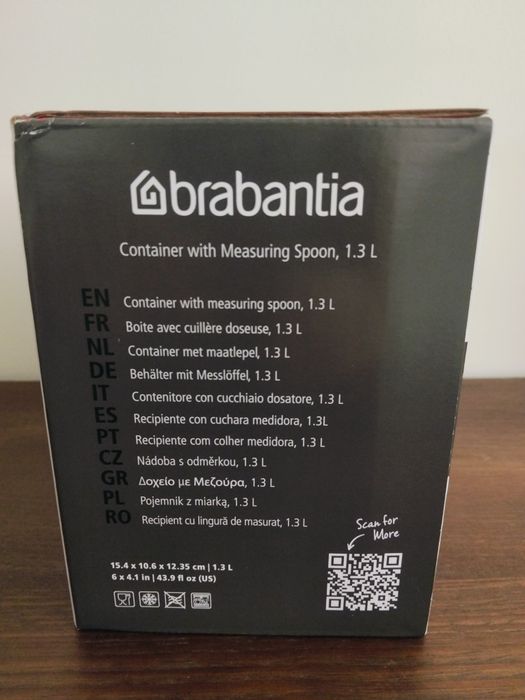 brabantia
Container with Measuring Spoon, 1.3 L
EN Container with measuring spoon, 1.3 L
FR Boite avec cuillère doseuse, 1.3 L
NL Container met maatlepel, 1.3 L
DE Behälter mit Messlöffel, 1.3 L
IT Contenitore con cucchiaio dosatore, 1.3 L
ES Recipiente con cuchara medidora, 1.3L
PT Recipiente com colher medidora, 1.3 L
CZ Nádoba s odměrkou, 1.3 L
GR Δοχείο με Μεζούρα, 1.3 L
PL Pojemnik z miarką, 1.3 L
RO Recipient cu lingură de masurat, 1.3 L
Scan for
More
15.4 x 10.6 x 12.35 cm | 1.3 L
6 x 4.1 in | 43.9 fl oz (US)